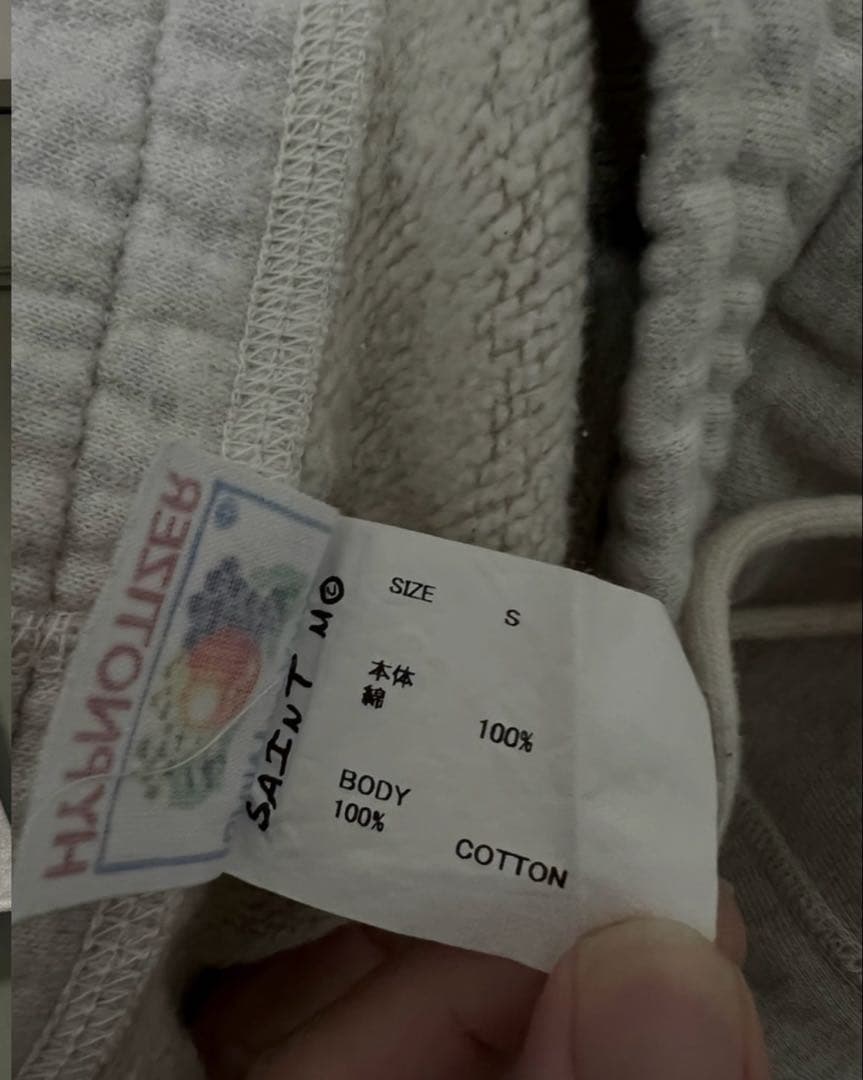 HYPNOTIZER
SAINT M©
SIZE S
本体
綿
100%
BODY
100%
COTTON